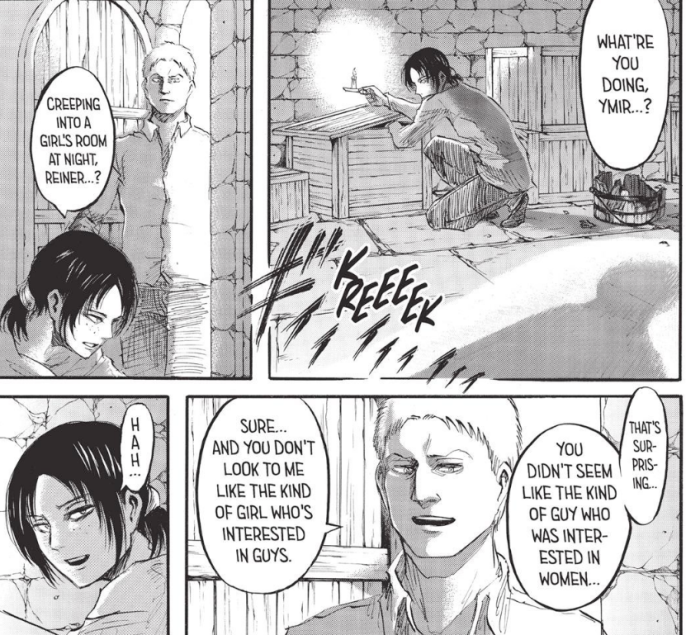 WHAT'RE
YOU
DOING,
YMIR...?
KREEEEK
CREEPING
INTO A
GIRL'S ROOM
AT NIGHT,
REINER...?
THAT'S
SUR-
PRIS-
ING...
YOU
DIDN'T SEEM
LIKE THE KIND
OF GUY WHO
WAS INTER-
ESTED IN
WOMEN...
SURE...
AND YOU DON'T
LOOK TO ME
LIKE THE KIND
OF GIRL WHO'S
INTERESTED
IN GUYS.
HAH...